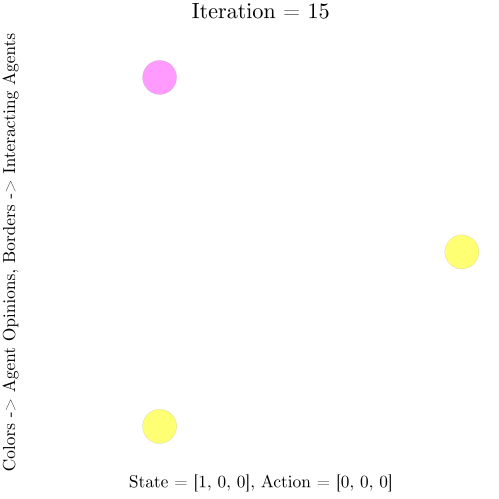 Iteration = 15
Colors -> Agent Opinions, Borders -> Interacting Agents
State = [1, 0, 0], Action = [0, 0, 0]